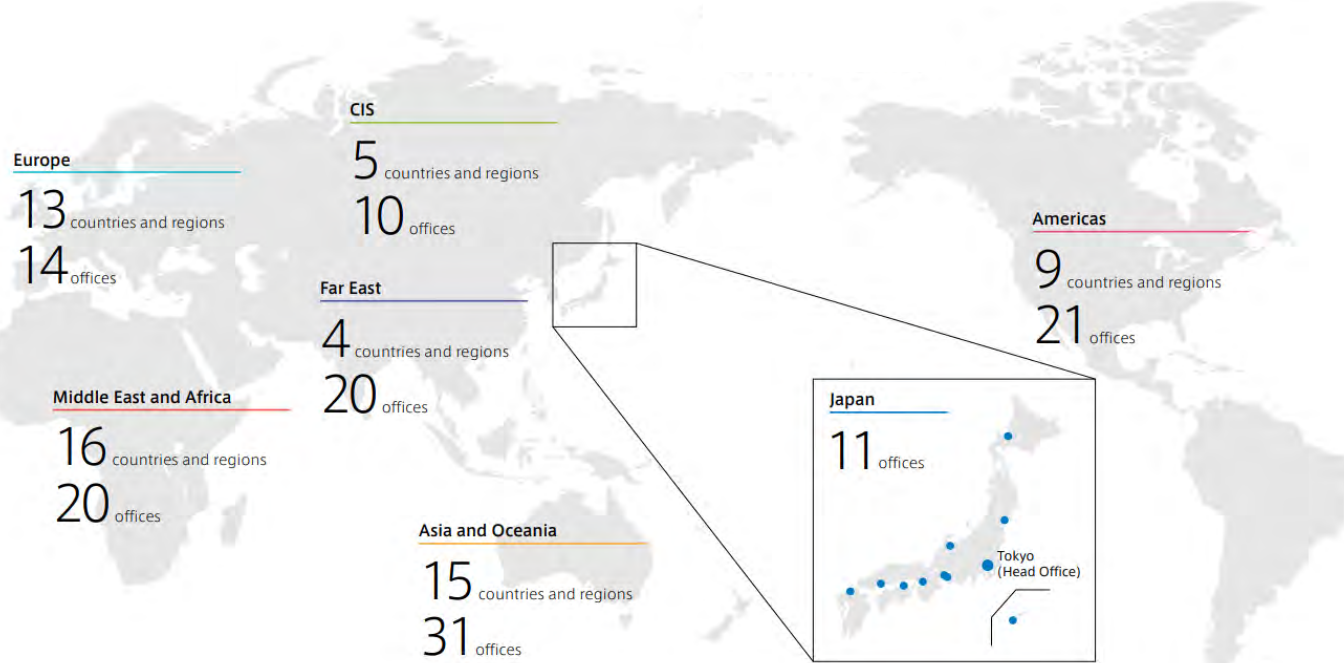 CIS
5 countries and regions
10 offices
Europe
13 countries and regions
14 offices
Americas
9 countries and regions
21 offices
Far East
4 countries and regions
20 offices
Middle East and Africa
16 countries and regions
20 offices
Japan
11 offices
Tokyo
(Head Office)
Asia and Oceania
15 countries and regions
31 offices